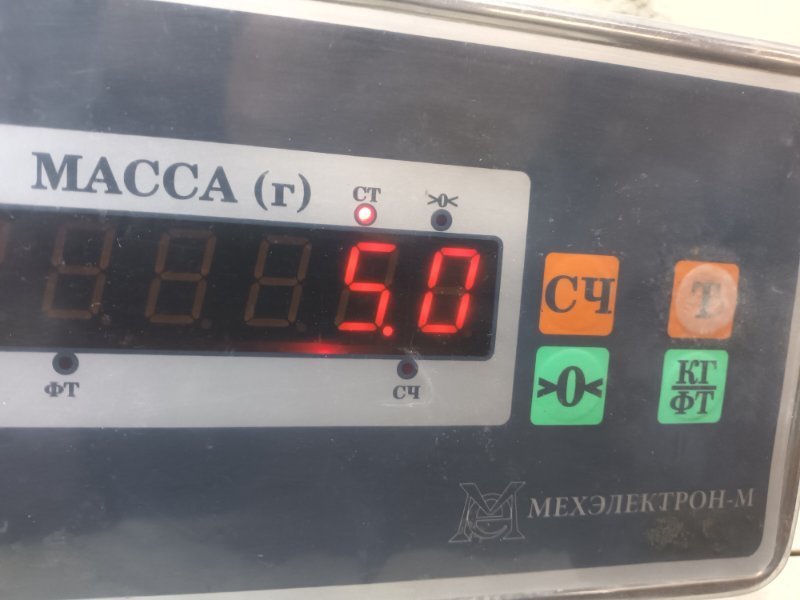 МАССА (г)
СТ
>0<
5.0
ФТ
СЧ
СЧ
Т
>0<
КГ
ФТ
МЕХЭЛЕКТРОН-М